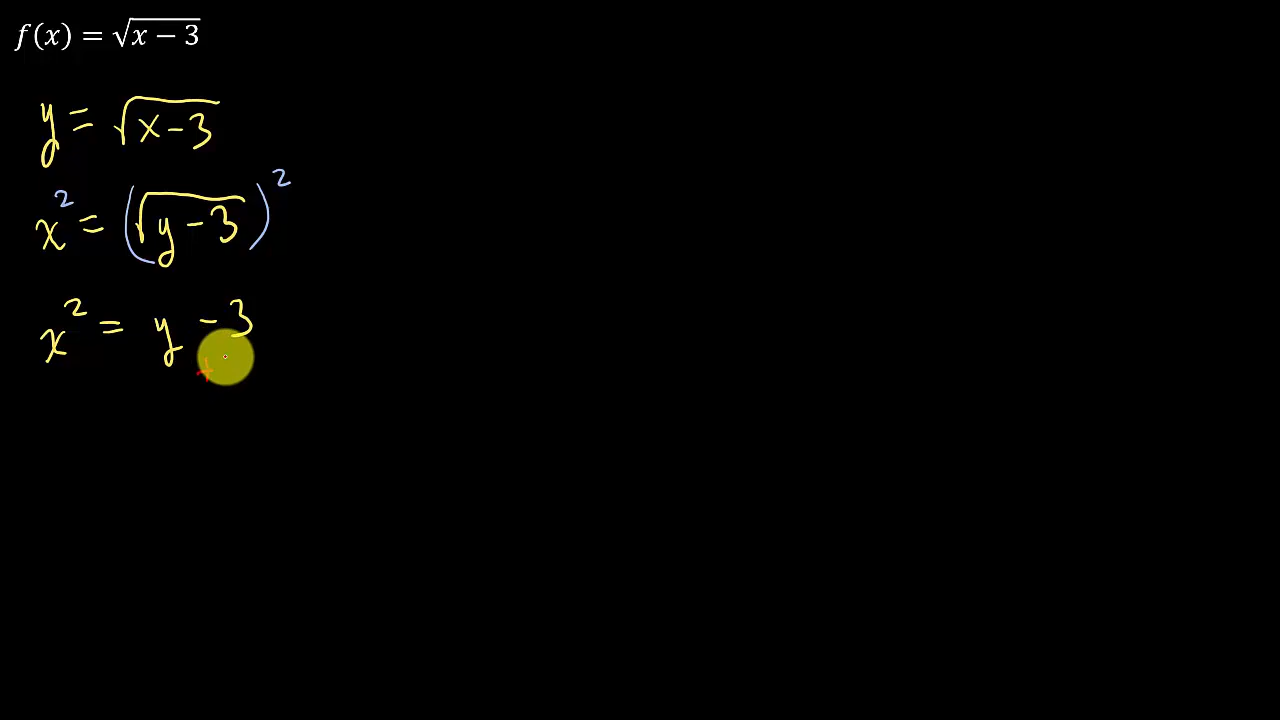 f(x) = √(x − 3)
y = √(x − 3)
x² = (√(y − 3))²
x² = y − 3
+